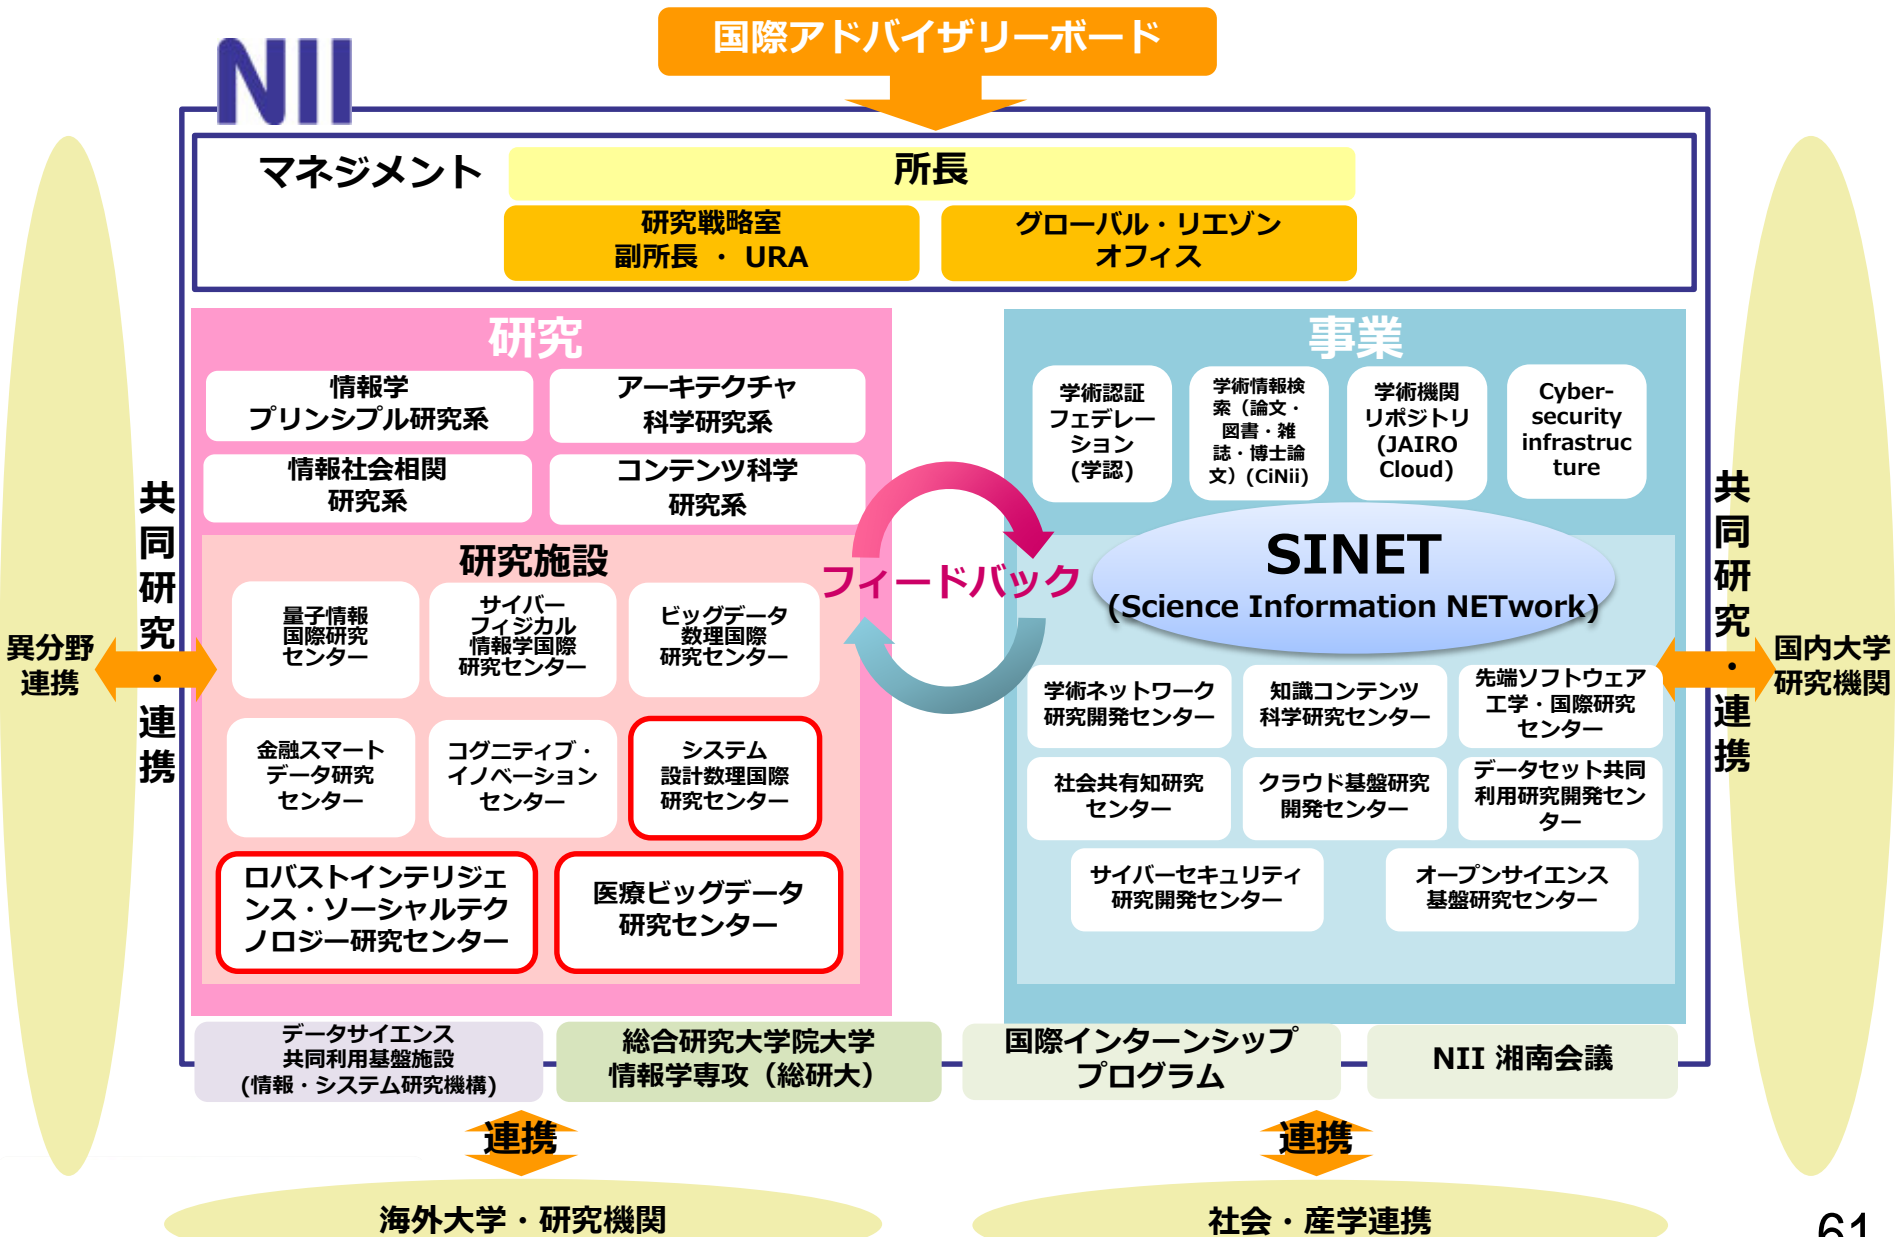 国際アドバイザリーボード
NII
マネジメント
所長
研究戦略室
副所長 ・ URA
グローバル・リエゾン
オフィス
研究
情報学
プリンシプル研究系
アーキテクチャ
科学研究系
情報社会相関
研究系
コンテンツ科学
研究系
研究施設
量子情報
国際研究
センター
サイバー
フィジカル
情報学国際
研究センター
ビッグデータ
数理国際
研究センター
金融スマート
データ研究
センター
コグニティブ・
イノベーション
センター
システム
設計数理国際
研究センター
ロバストインテリジェ
ンス・ソーシャルテク
ノロジー研究センター
医療ビッグデータ
研究センター
フィードバック
事業
学術認証
フェデレー
ション
(学認)
学術情報検
索（論文・
図書・雑
誌・博士論
文）(CiNii)
学術機関
リポジトリ
(JAIRO
Cloud)
Cyber-
security
infrastruc
ture
SINET
(Science Information NETwork)
学術ネットワーク
研究開発センター
知識コンテンツ
科学研究センター
先端ソフトウェア
工学・国際研究
センター
社会共有知研究
センター
クラウド基盤研究
開発センター
データセット共同
利用研究開発セン
ター
サイバーセキュリティ
研究開発センター
オープンサイエンス
基盤研究センター
共同研究・連携
異分野
連携
共同研究・連携
国内大学
研究機関
データサイエンス
共同利用基盤施設
(情報・システム研究機構)
総合研究大学院大学
情報学専攻（総研大）
国際インターンシップ
プログラム
NII 湘南会議
連携
連携
海外大学・研究機関
社会・産学連携
61